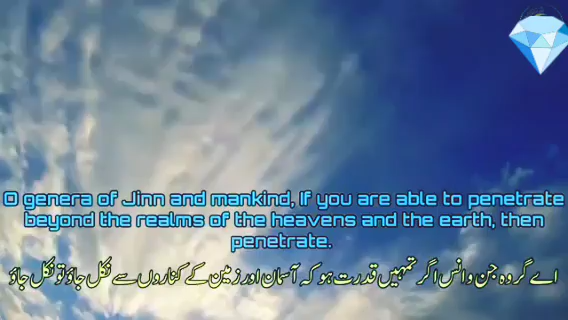 O genera of Jinn and mankind, If you are able to penetrate
beyond the realms of the heavens and the earth, then
penetrate.
اے گروہ جن و انس اگر تمہیں قدرت ہو کہ آسمان اور زمین کے کناروں سے نکل جاؤ تو نکل جاؤ